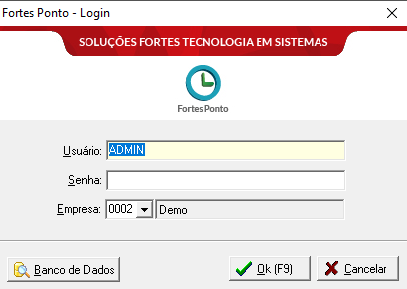 Fortes Ponto - Login
SOLUÇÕES FORTES TECNOLOGIA EM SISTEMAS
FortesPonto
Usuário: ADMIN
Senha:
Empresa: 0002 Demo
Banco de Dados Ok (F9) Cancelar